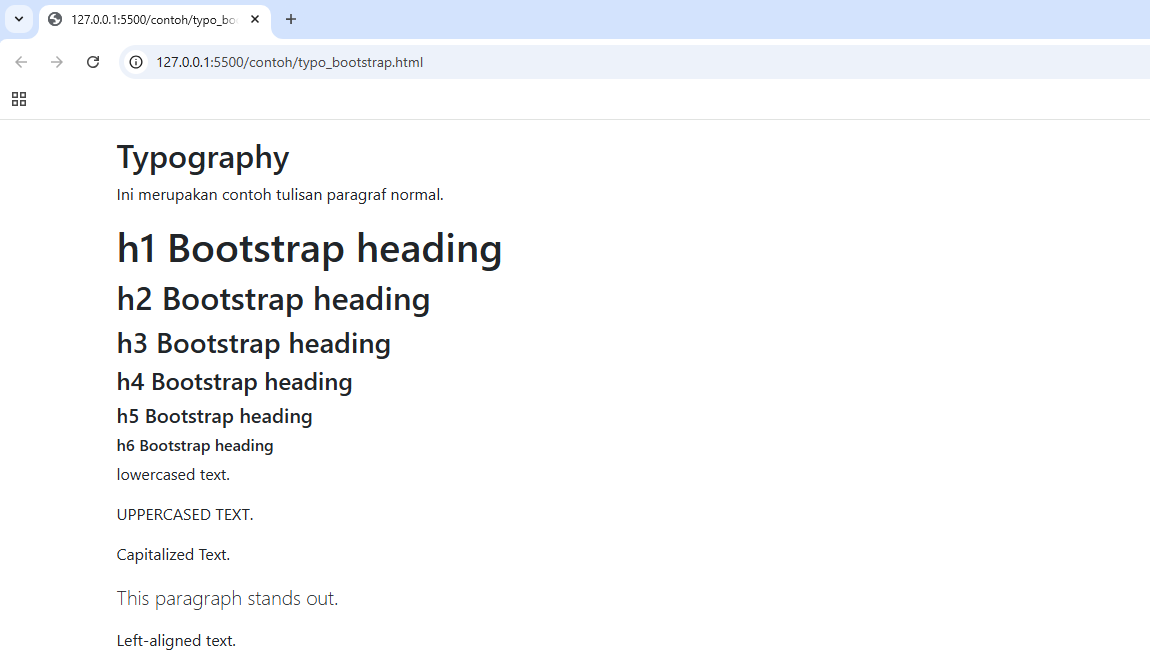 127.0.0.1:5500/contoh/typo_bo
127.0.0.1:5500/contoh/typo_bootstrap.html
Typography
Ini merupakan contoh tulisan paragraf normal.
h1 Bootstrap heading
h2 Bootstrap heading
h3 Bootstrap heading
h4 Bootstrap heading
h5 Bootstrap heading
h6 Bootstrap heading
lowercased text.
UPPERCASED TEXT.
Capitalized Text.
This paragraph stands out.
Left-aligned text.